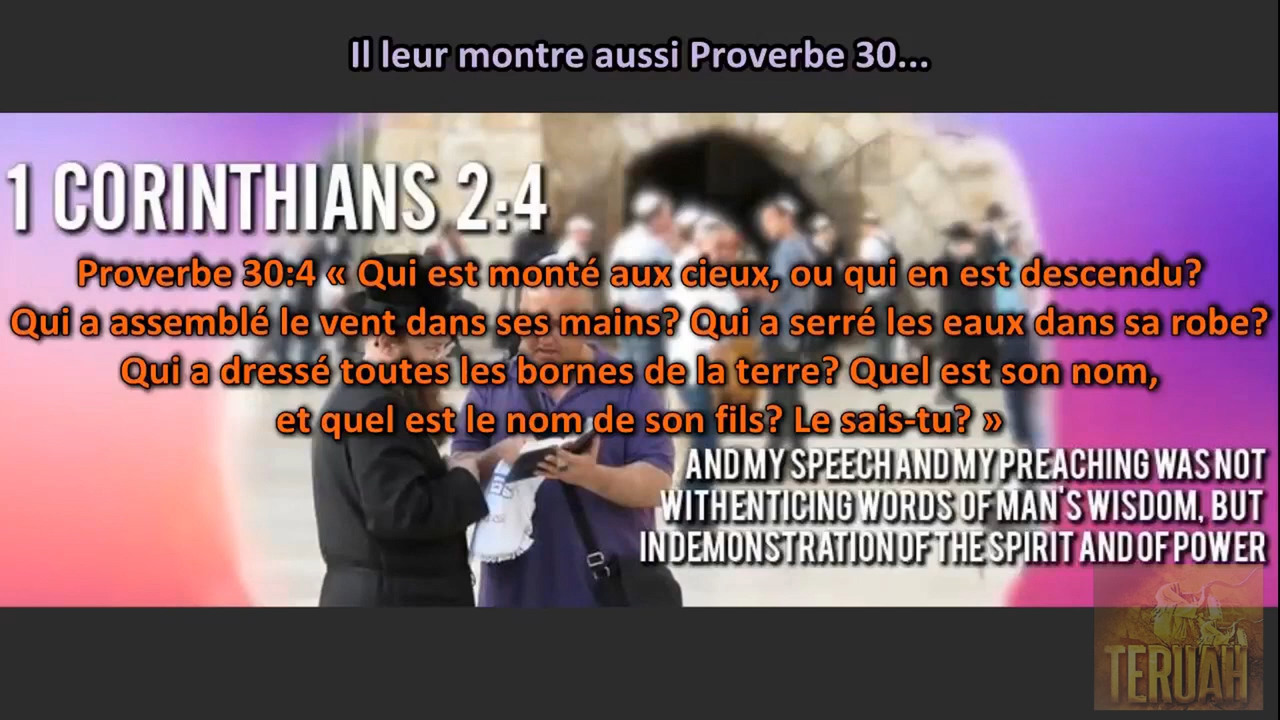 Il leur montre aussi Proverbe 30...
1 CORINTHIANS 2:4
Proverbe 30:4 « Qui est monté aux cieux, ou qui en est descendu?
Qui a assemblé le vent dans ses mains? Qui a serré les eaux dans sa robe?
Qui a dressé toutes les bornes de la terre? Quel est son nom,
et quel est le nom de son fils? Le sais-tu? »
AND MY SPEECH AND MY PREACHING WAS NOT
WITH ENTICING WORDS OF MAN'S WISDOM, BUT
IN DEMONSTRATION OF THE SPIRIT AND OF POWER
TERUAH